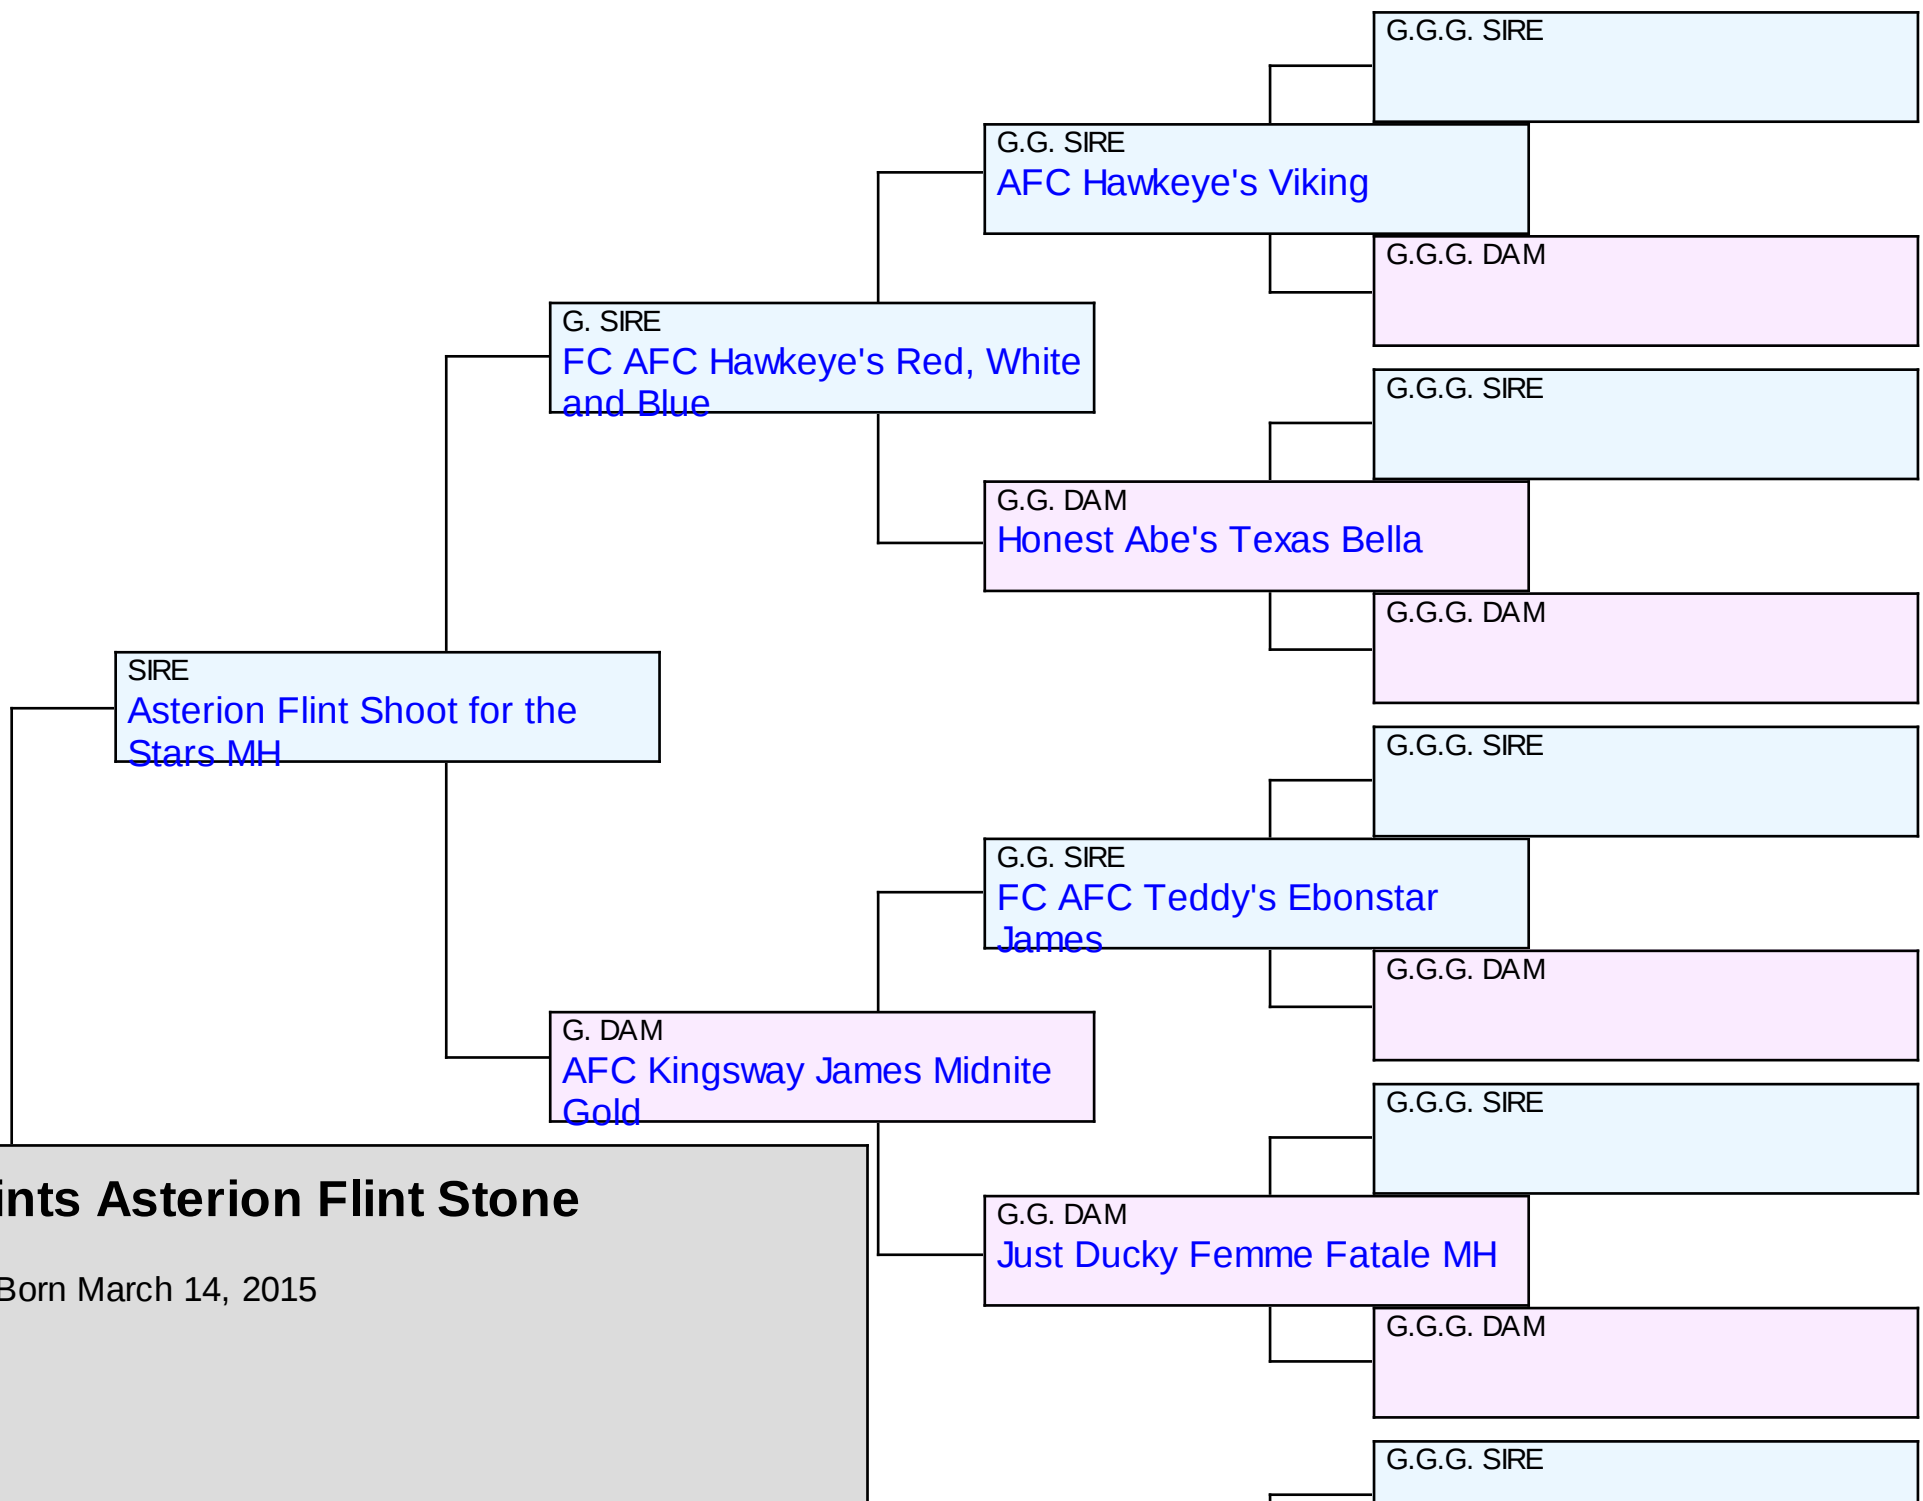 G.G.G. SIRE
G.G. SIRE
AFC Hawkeye's Viking
G.G.G. DAM
G. SIRE
FC AFC Hawkeye's Red, White
and Blue
G.G.G. SIRE
G.G. DAM
Honest Abe's Texas Bella
G.G.G. DAM
SIRE
Asterion Flint Shoot for the
Stars MH
G.G.G. SIRE
G.G. SIRE
FC AFC Teddy's Ebonstar
James
G.G.G. DAM
G. DAM
AFC Kingsway James Midnite
Gold
G.G.G. SIRE
ints Asterion Flint Stone
G.G. DAM
Just Ducky Femme Fatale MH
Born March 14, 2015
G.G.G. DAM
G.G.G. SIRE